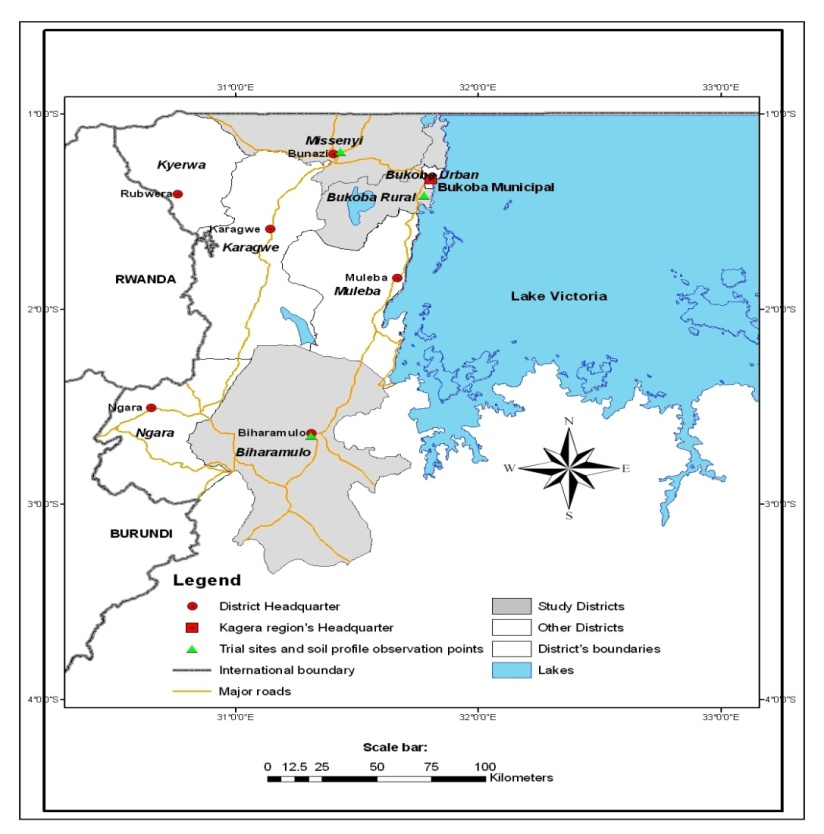 31°0'0"E 32°0'0"E 33°0'0"E
1°0'0"S 1°0'0"S
Missenyi
Bunazi
Kyerwa
Bukoba Urban
Bukoba Municipal
Rubwera
Bukoba Rural
Karagwe
Karagwe
RWANDA
Muleba
Muleba
Lake Victoria
2°0'0"S 2°0'0"S
Ngara
Ngara
Biharamulo
Biharamulo
N
W E
S
3°0'0"S 3°0'0"S
BURUNDI
Legend
District Headquarter
Kagera region's Headquarter
Trial sites and soil profile observation points
International boundary
Major roads
Study Districts
Other Districts
District's boundaries
Lakes
4°0'0"S 4°0'0"S
31°0'0"E 32°0'0"E 33°0'0"E
Scale bar:
0 12.5 25 50 75 100
Kilometers